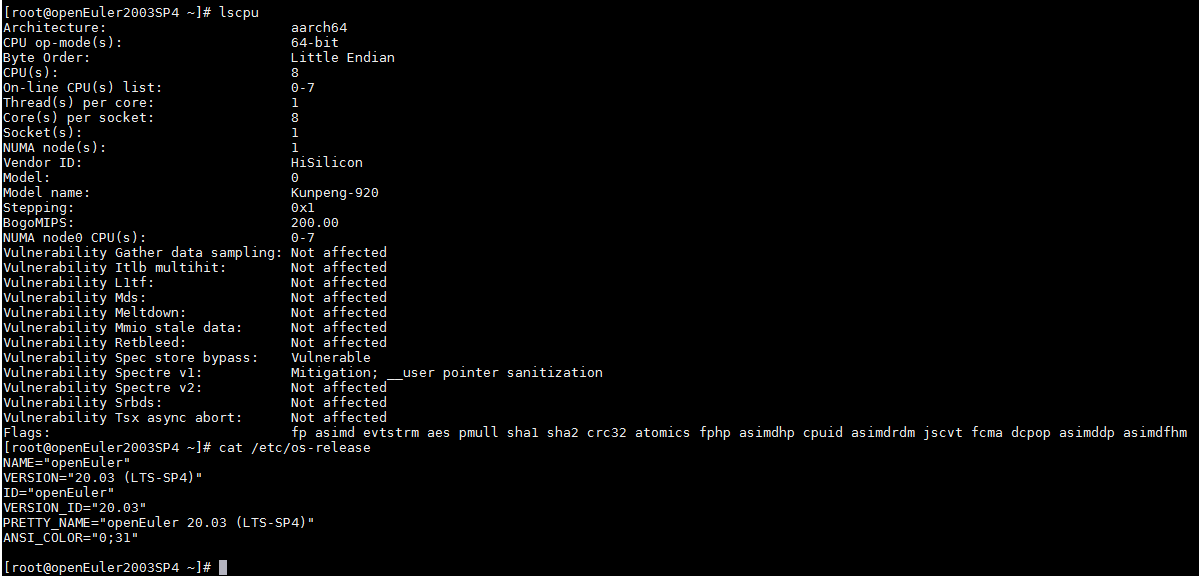 [root@openEuler2003SP4 ~]# lscpu
Architecture:                    aarch64
CPU op-mode(s):                  64-bit
Byte Order:                      Little Endian
CPU(s):                          8
On-line CPU(s) list:             0-7
Thread(s) per core:              1
Core(s) per socket:              8
Socket(s):                       1
NUMA node(s):                    1
Vendor ID:                       HiSilicon
Model:                           0
Model name:                      Kunpeng-920
Stepping:                        0x1
BogoMIPS:                        200.00
NUMA node0 CPU(s):               0-7
Vulnerability Gather data sampling: Not affected
Vulnerability Itlb multihit:     Not affected
Vulnerability L1tf:              Not affected
Vulnerability Mds:               Not affected
Vulnerability Meltdown:          Not affected
Vulnerability Mmio stale data:   Not affected
Vulnerability Retbleed:          Not affected
Vulnerability Spec store bypass: Vulnerable
Vulnerability Spectre v1:        Mitigation; __user pointer sanitization
Vulnerability Spectre v2:        Not affected
Vulnerability Srbds:             Not affected
Vulnerability Tsx async abort:   Not affected
Flags:                           fp asimd evtstrm aes pmull sha1 sha2 crc32 atomics fphp asimdhp cpuid asimdrdm jscvt fcma dcpop asimddp asimdfhm
[root@openEuler2003SP4 ~]# cat /etc/os-release
NAME="openEuler"
VERSION="20.03 (LTS-SP4)"
ID="openEuler"
VERSION_ID="20.03"
PRETTY_NAME="openEuler 20.03 (LTS-SP4)"
ANSI_COLOR="0;31"
[root@openEuler2003SP4 ~]#